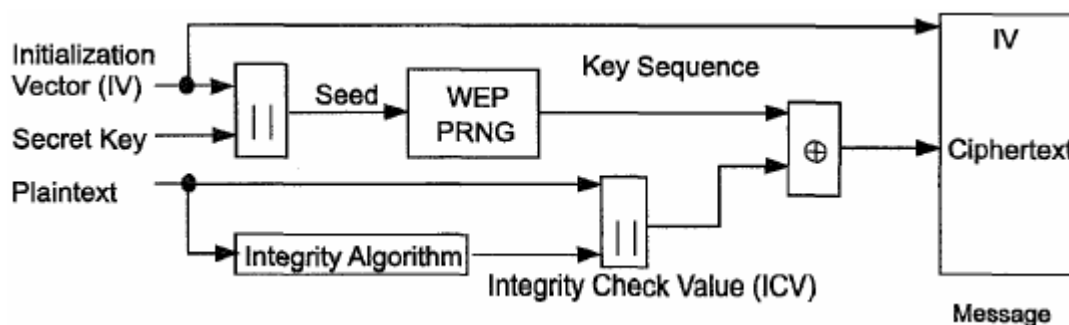 Initialization
Vector (IV)
Secret Key
Plaintext
||
Seed
WEP
PRNG
Key Sequence
Integrity Algorithm
||
Integrity Check Value (ICV)
⊕
IV
Ciphertext
Message